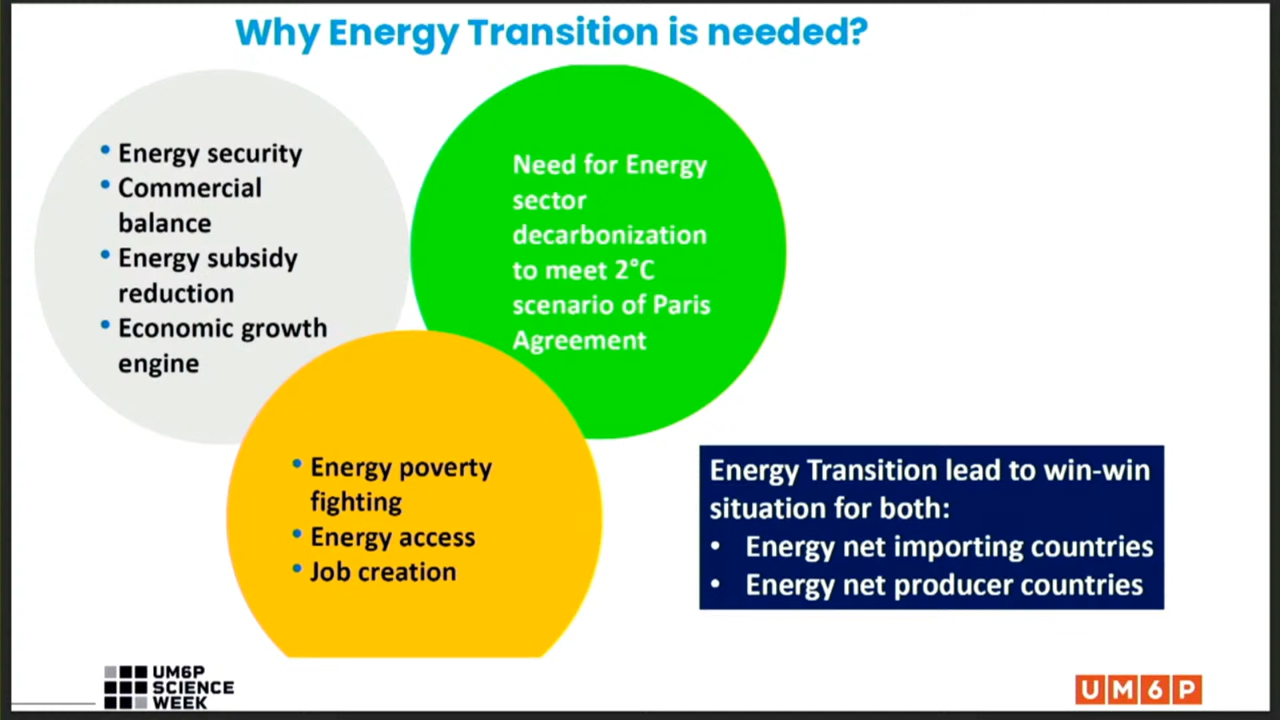 Why Energy Transition is needed?
• Energy security
• Commercial
balance
• Energy subsidy
reduction
• Economic growth
engine
Need for Energy
sector
decarbonization
to meet 2°C
scenario of Paris
Agreement
• Energy poverty
fighting
• Energy access
• Job creation
Energy Transition lead to win-win
situation for both:
• Energy net importing countries
• Energy net producer countries
UM6P
SCIENCE
WEEK
UM6P